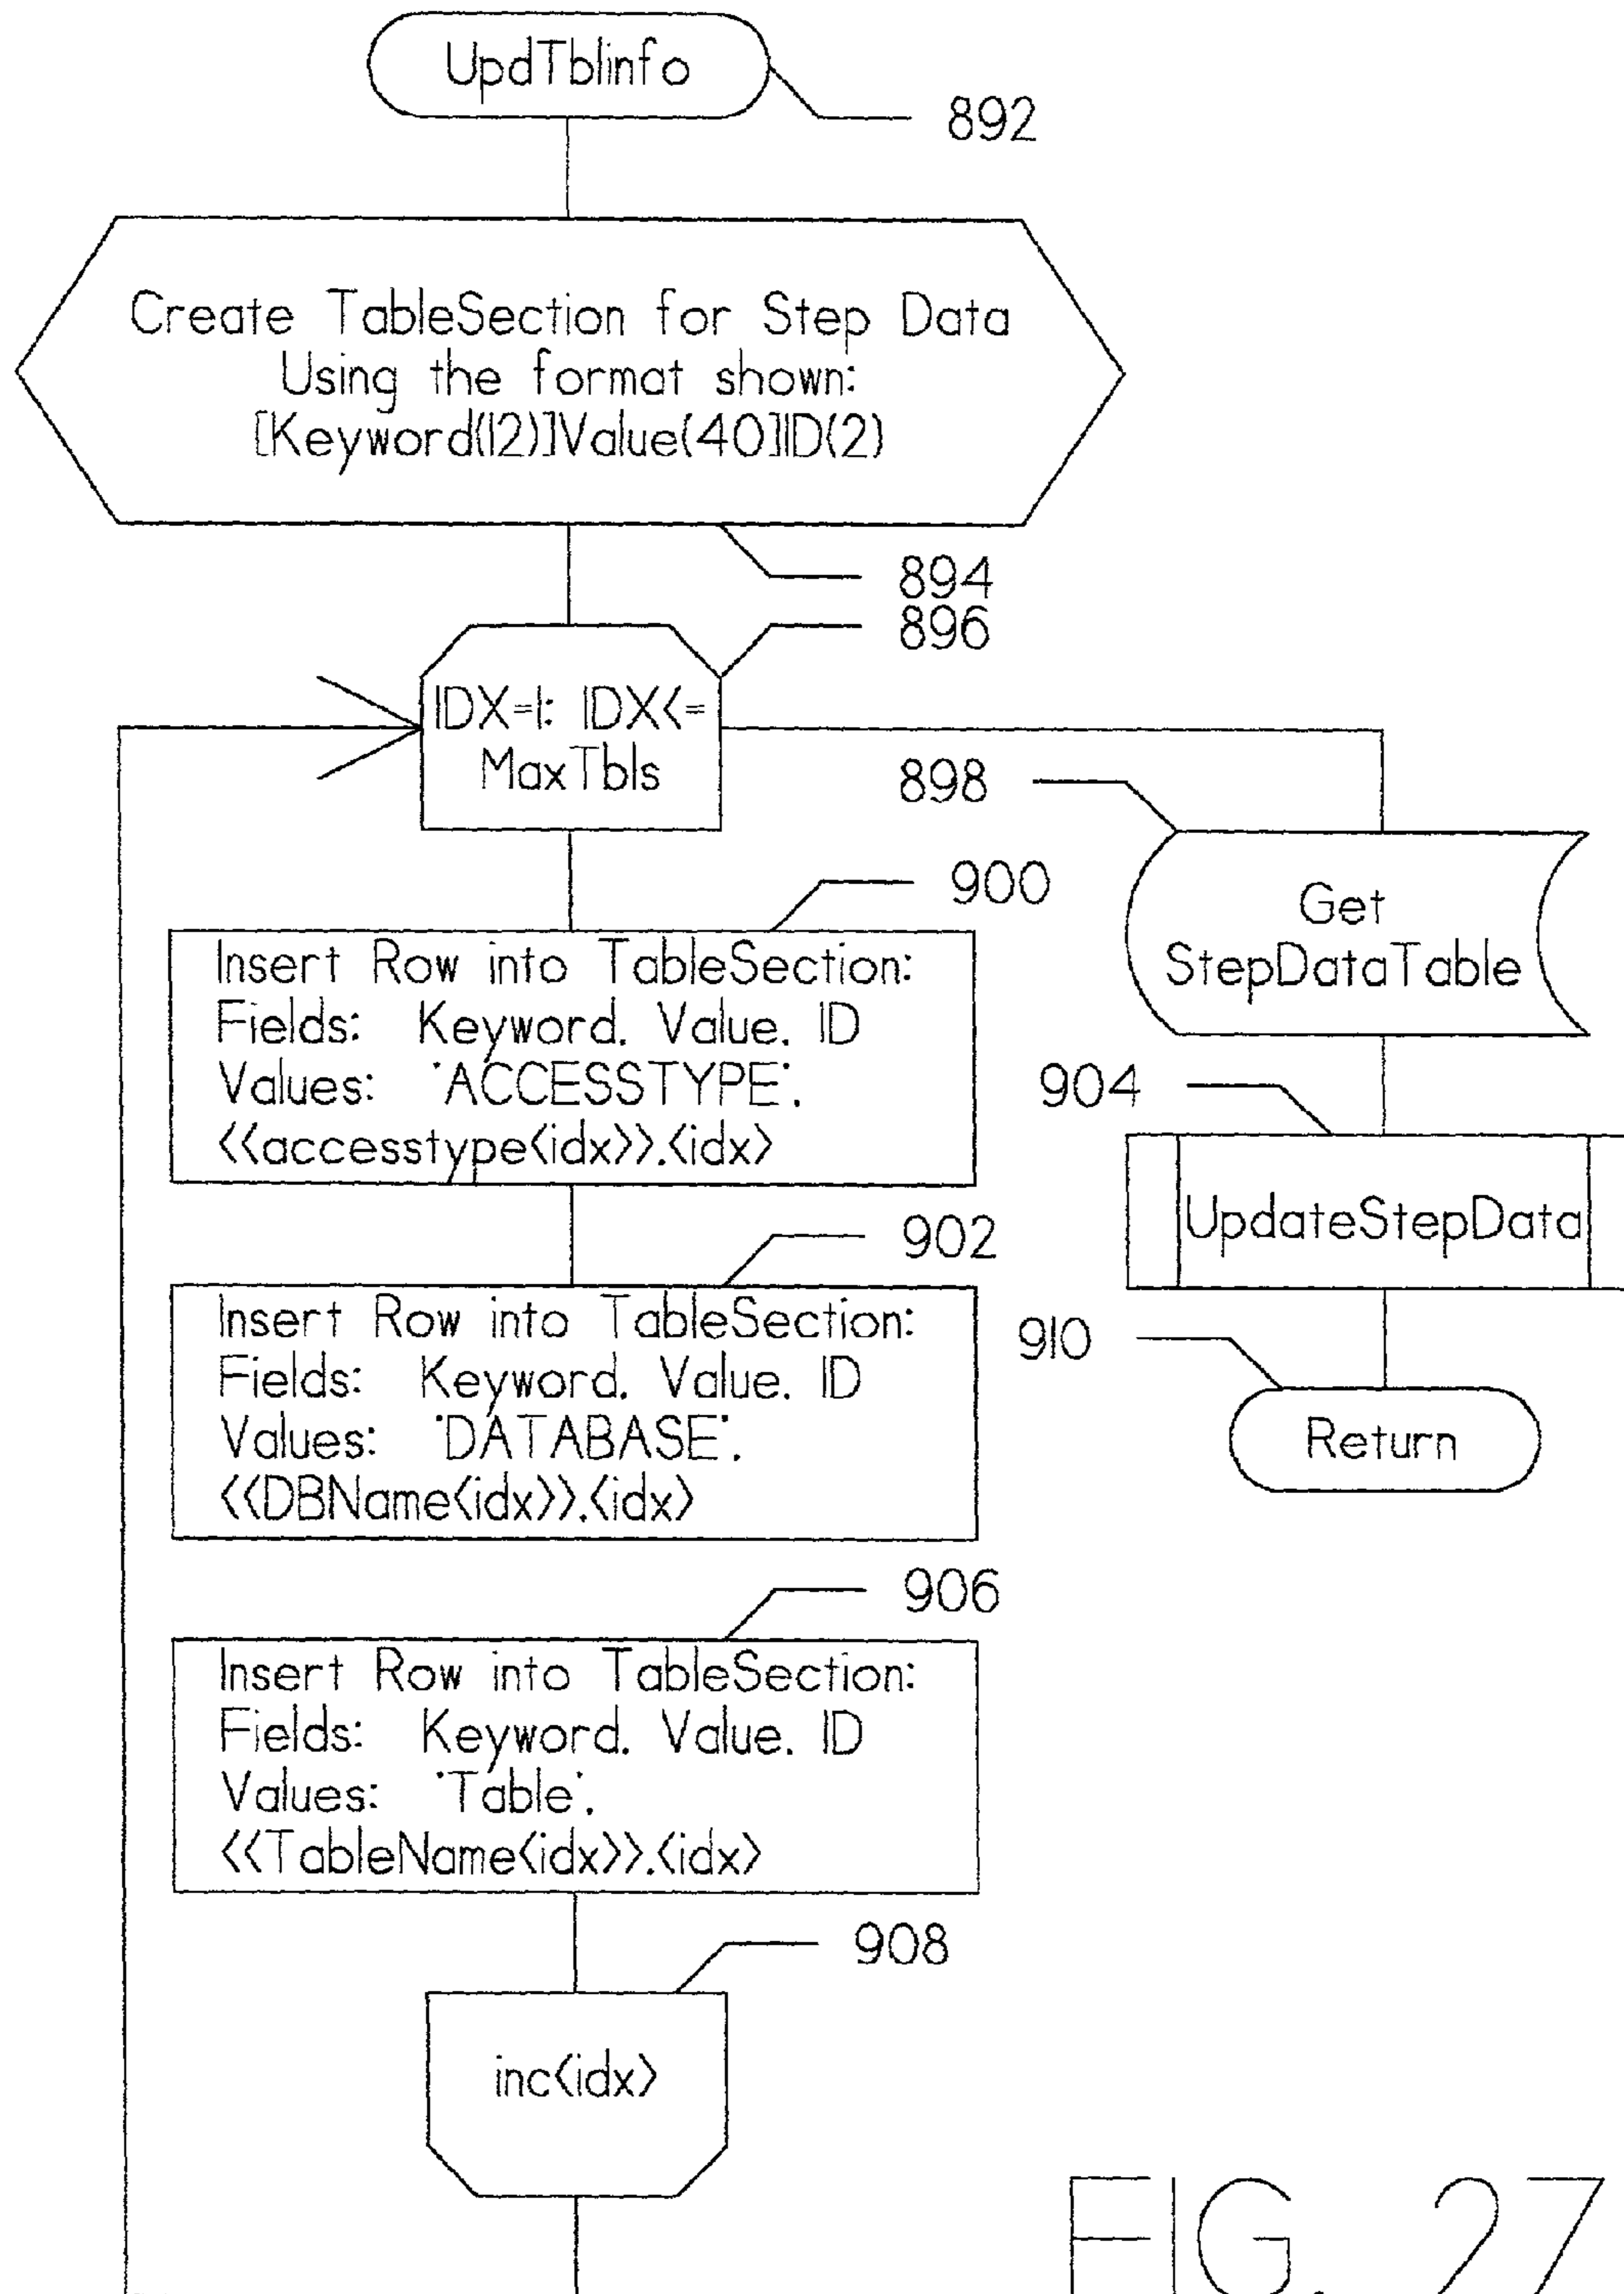 UpdTblinfo
892
Create TableSection for Step Data
Using the format shown:
[Keyword(12)]Value(40]ID(2)
894
896
IDX=1: IDX<=
MaxTbls
898
Get
StepDataTable
900
Insert Row into TableSection:
Fields: Keyword. Value. ID
Values: 'ACCESSTYPE'.
<<accesstype<idx>>.<idx>
904
UpdateStepData
902
Insert Row into TableSection:
Fields: Keyword. Value. ID
Values: 'DATABASE'.
<<DBName<idx>>.<idx>
910
Return
906
Insert Row into TableSection:
Fields: Keyword. Value. ID
Values: 'Table'.
<<TableName<idx>>.<idx>
908
inc<idx>
FIG. 27